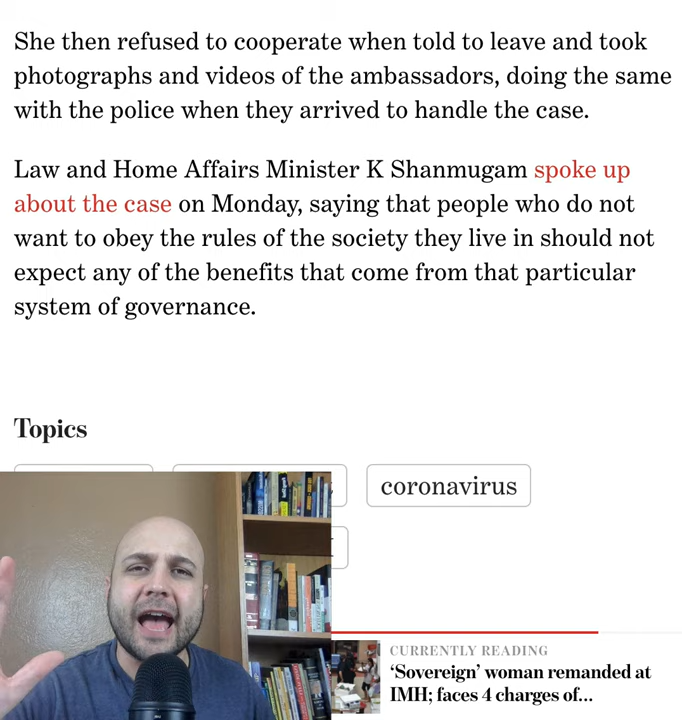 She then refused to cooperate when told to leave and took
photographs and videos of the ambassadors, doing the same
with the police when they arrived to handle the case.
Law and Home Affairs Minister K Shanmugam spoke up
about the case on Monday, saying that people who do not
want to obey the rules of the society they live in should not
expect any of the benefits that come from that particular
system of governance.
Topics
coronavirus
CURRENTLY READING
‘Sovereign’ woman remanded at
IMH; faces 4 charges of...